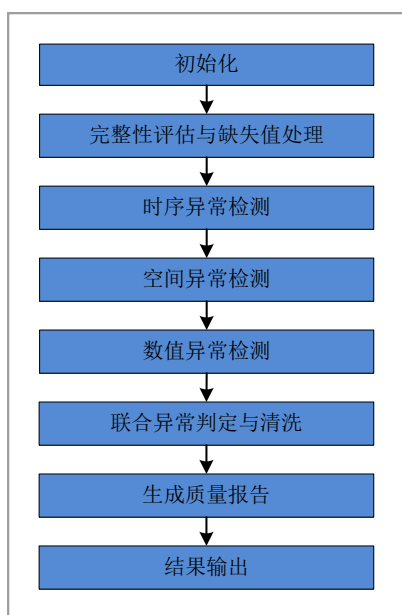 初始化
完整性评估与缺失值处理
时序异常检测
空间异常检测
数值异常检测
联合异常判定与清洗
生成质量报告
结果输出